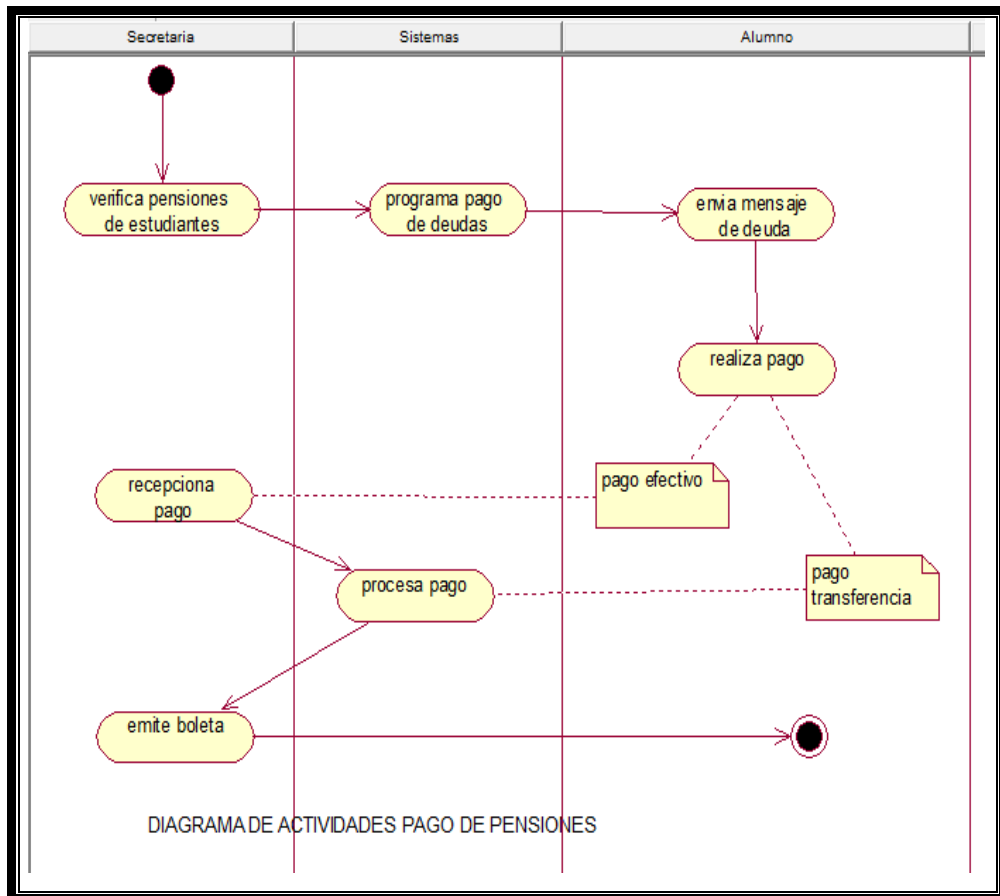 Secretaria
Sistemas
Alumno
verifica pensiones
de estudiantes
programa pago
de deudas
envia mensaje
de deuda
realiza pago
recepciona
pago
pago efectivo
procesa pago
pago
transferencia
emite boleta
DIAGRAMA DE ACTIVIDADES PAGO DE PENSIONES